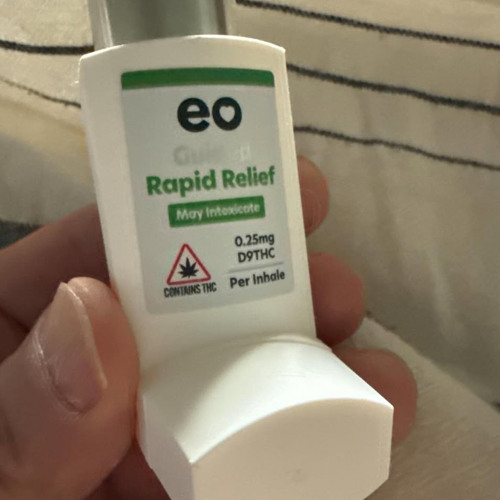 eo
Rapid Relief
May Intoxicate
0.25mg
D9THC
CONTAINS THC
Per Inhale